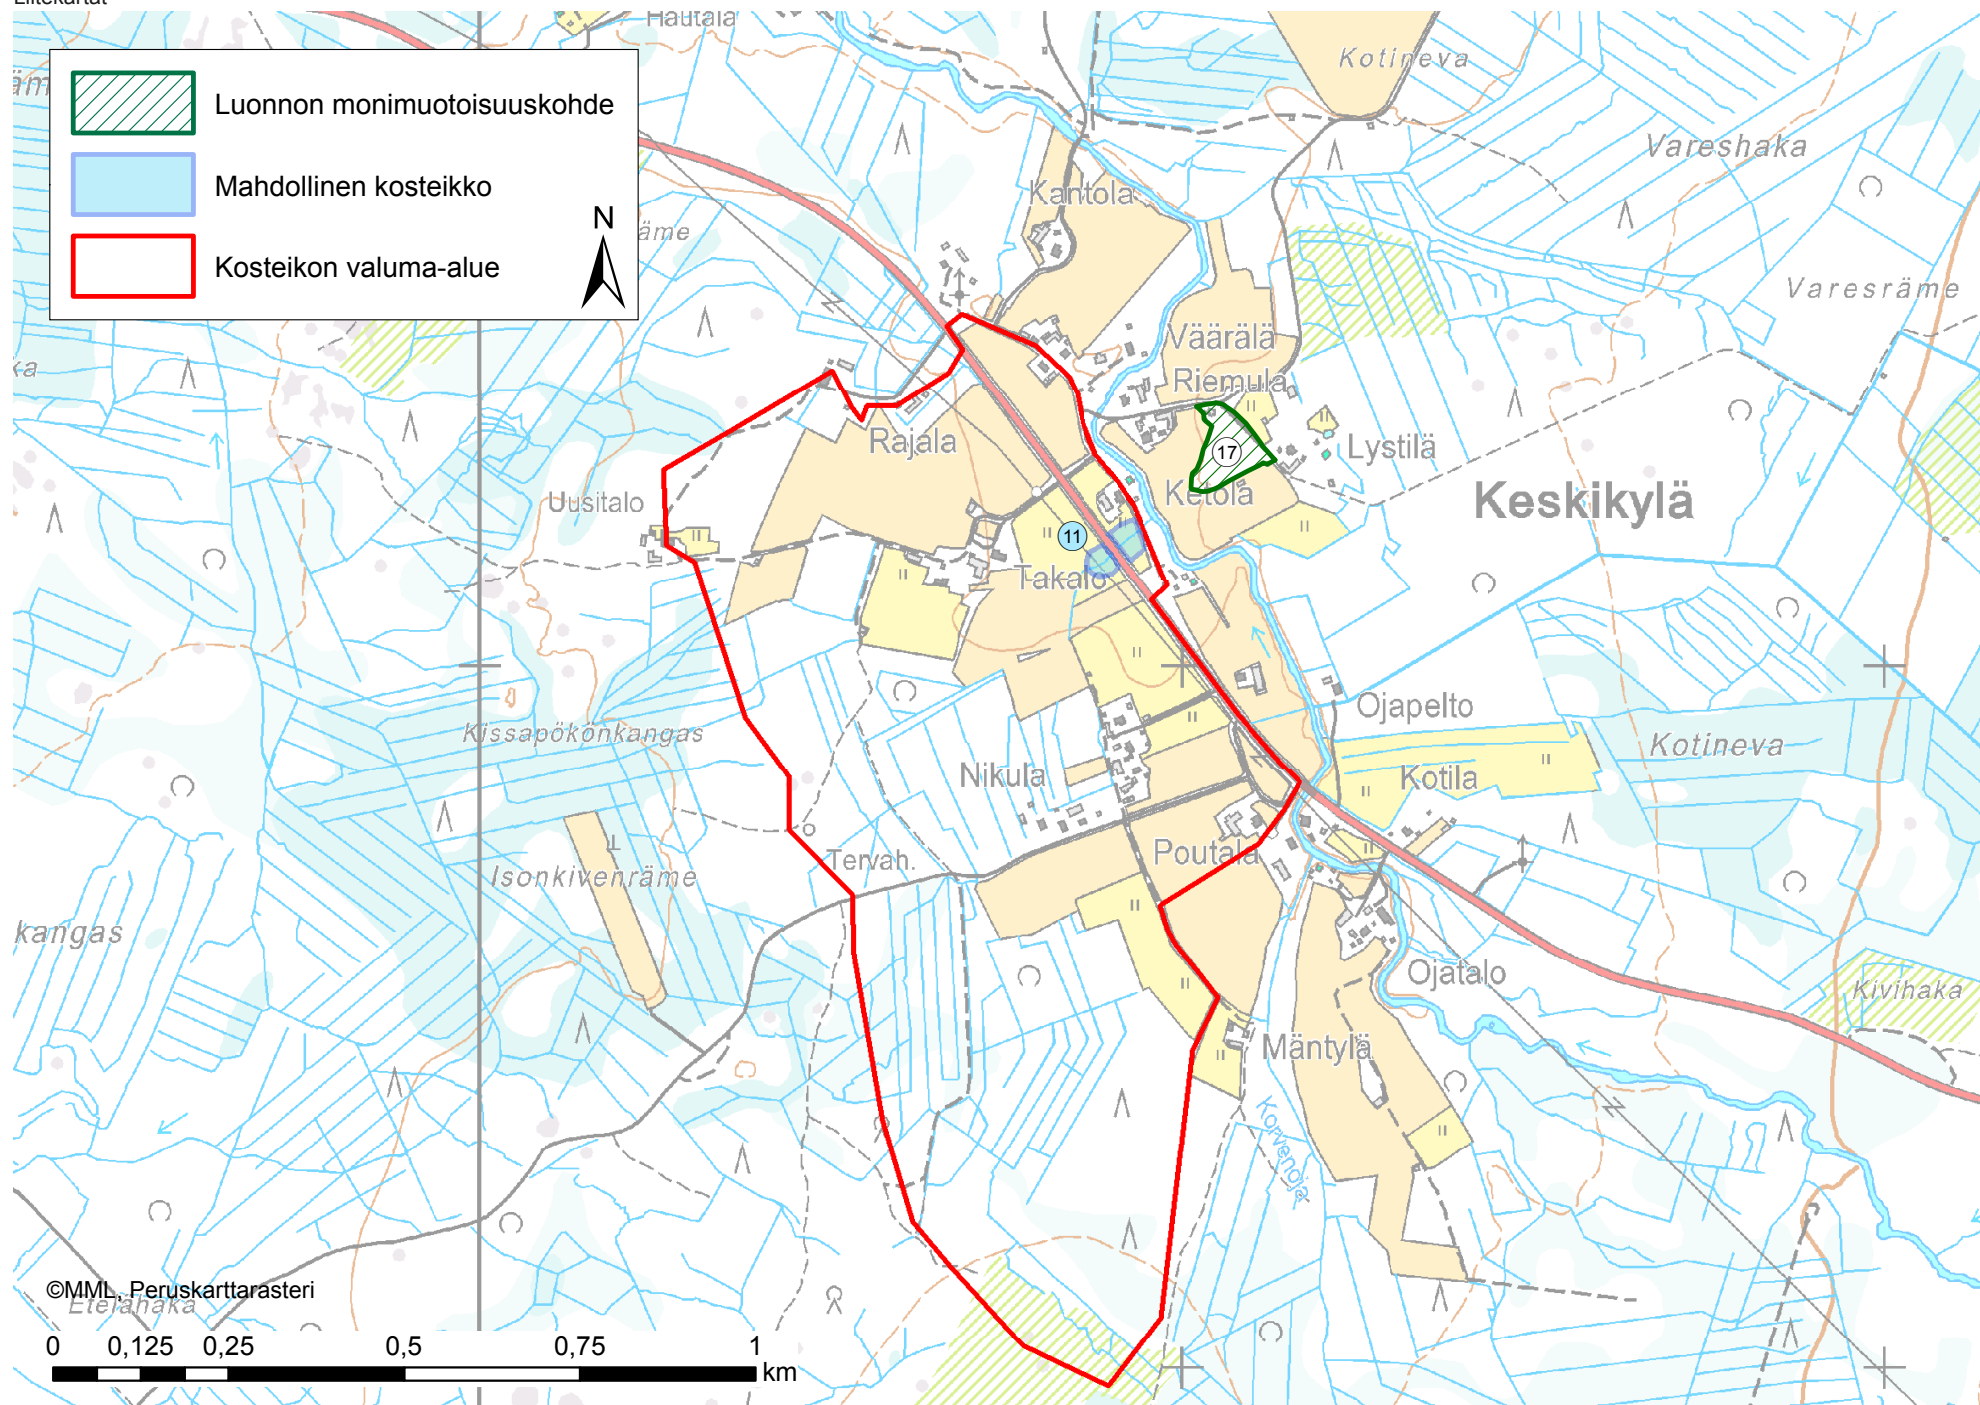 Liitekartat
Hautala
Kotineva
Luonnon monimuotoisuuskohde
Mahdollinen kosteikko
Kosteikon valuma-alue
N
Vareshaka
Kantola
Varesräme
Väärälä
Riemula
Rajala
Lystilä
17
Ketola
Keskikylä
Uusitalo
11
Takalo
Ojapelto
Kissapökönkangas
Kotineva
Nikula
Kotila
Poutala
Tervah.
Isonkivenräme
kangas
Ojatalo
Kivihaka
Mäntylä
Korvenoja
©MML, Peruskarttarasteri
Etelähaka
0 0,125 0,25 0,5 0,75 1
km